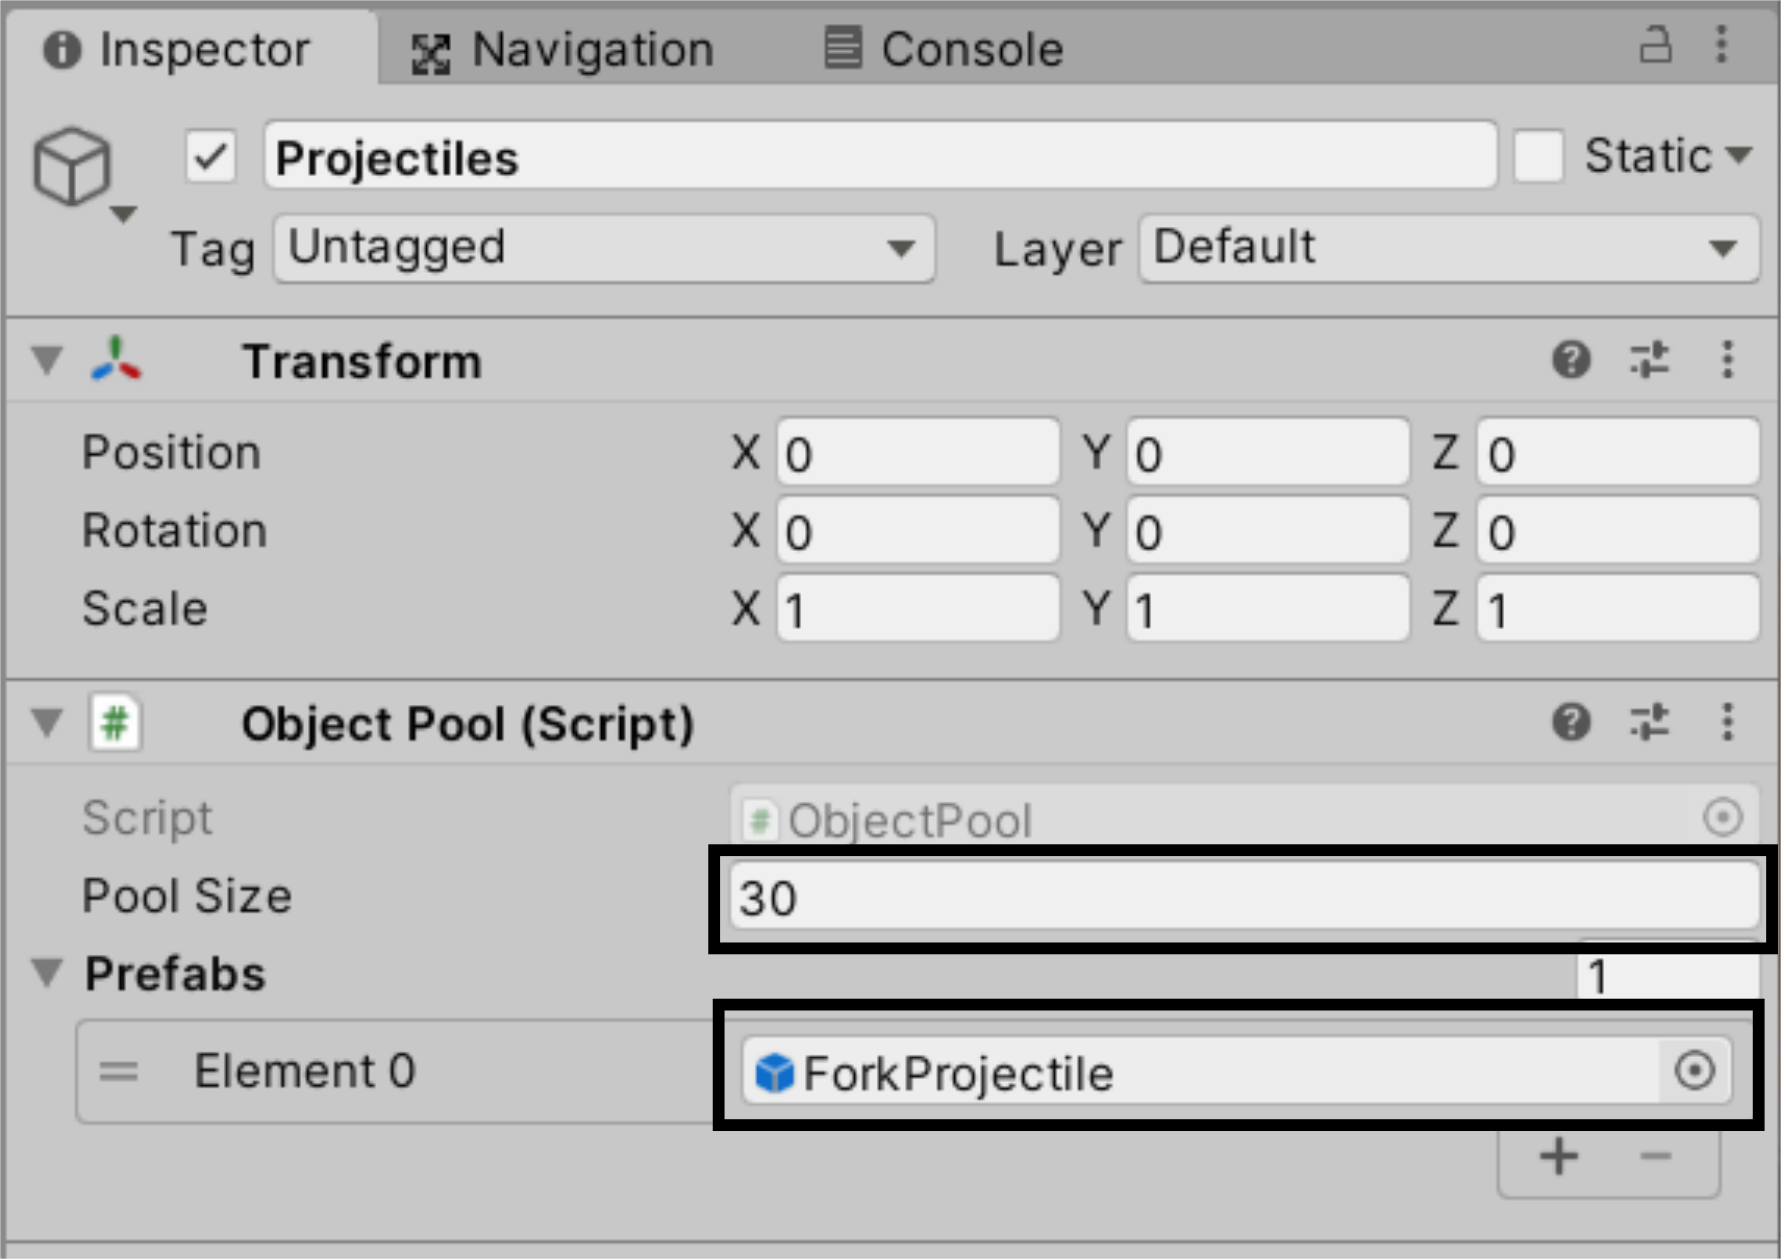 Inspector Navigation Console
Projectiles Static
Tag Untagged Layer Default
Transform
Position X 0 Y 0 Z 0
Rotation X 0 Y 0 Z 0
Scale X 1 Y 1 Z 1
# Object Pool (Script)
Script # ObjectPool
Pool Size 30
Prefabs 1
Element 0 ForkProjectile